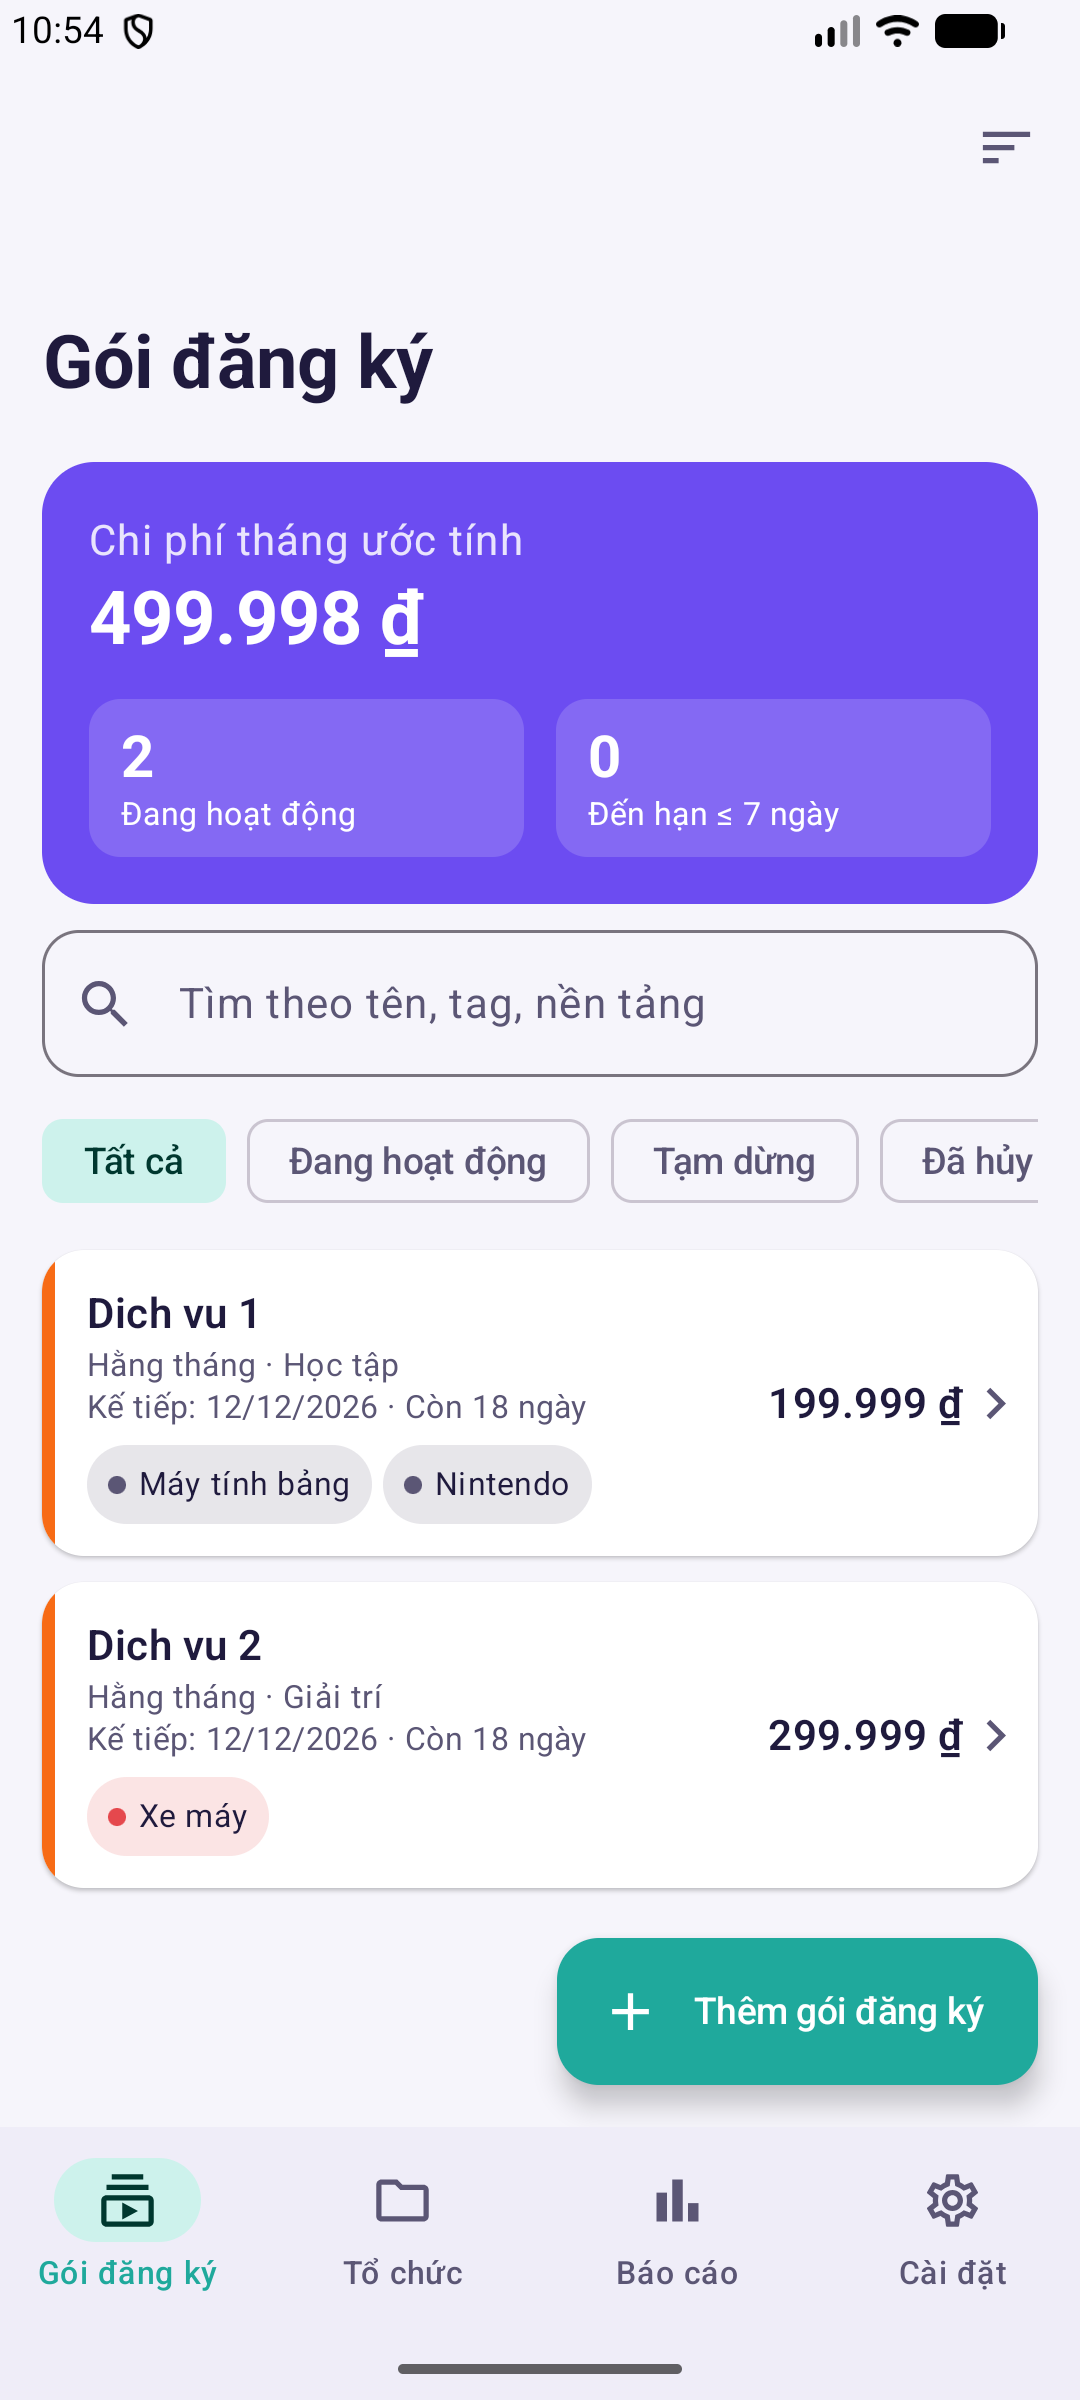 10:54
Gói đăng ký
Chi phí tháng ước tính
499.998 ₫
2
Đang hoạt động
0
Đến hạn ≤ 7 ngày
Tìm theo tên, tag, nền tảng
Tất cả
Đang hoạt động
Tạm dừng
Đã hủy
Dich vu 1
Hằng tháng · Học tập
Kế tiếp: 12/12/2026 · Còn 18 ngày
199.999 ₫
Máy tính bảng
Nintendo
Dich vu 2
Hằng tháng · Giải trí
Kế tiếp: 12/12/2026 · Còn 18 ngày
299.999 ₫
Xe máy
Thêm gói đăng ký
Gói đăng ký
Tổ chức
Báo cáo
Cài đặt